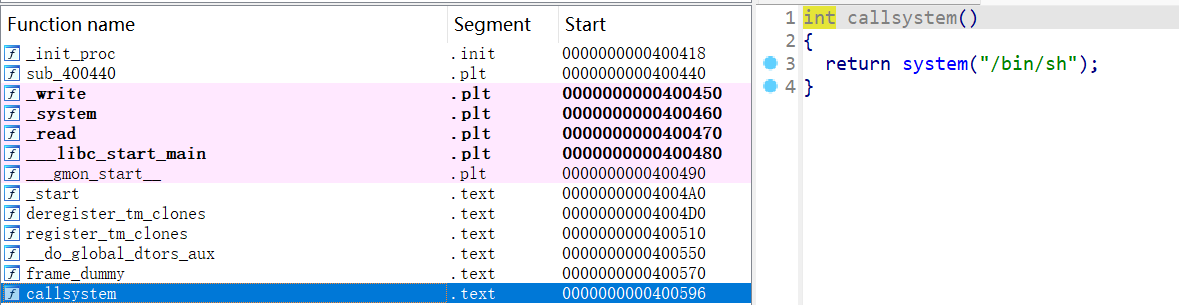 Function name Segment Start
f _init_proc .init 0000000000400418
f sub_400440 .plt 0000000000400440
f _write .plt 0000000000400450
f _system .plt 0000000000400460
f _read .plt 0000000000400470
f ___libc_start_main .plt 0000000000400480
f ___gmon_start__ .plt 0000000000400490
f _start .text 00000000004004A0
f deregister_tm_clones .text 00000000004004D0
f register_tm_clones .text 0000000000400510
f __do_global_dtors_aux .text 0000000000400550
f frame_dummy .text 0000000000400570
f callsystem .text 0000000000400596
1 int callsystem()
2 {
3 return system("/bin/sh");
4 }